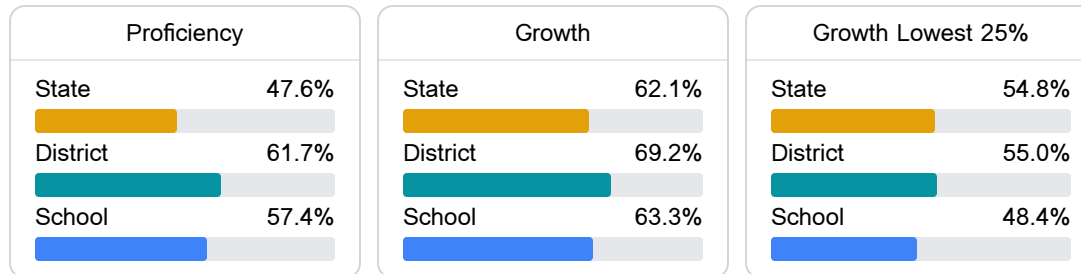 Proficiency
State 47.6%
District 61.7%
School 57.4%
Growth
State 62.1%
District 69.2%
School 63.3%
Growth Lowest 25%
State 54.8%
District 55.0%
School 48.4%